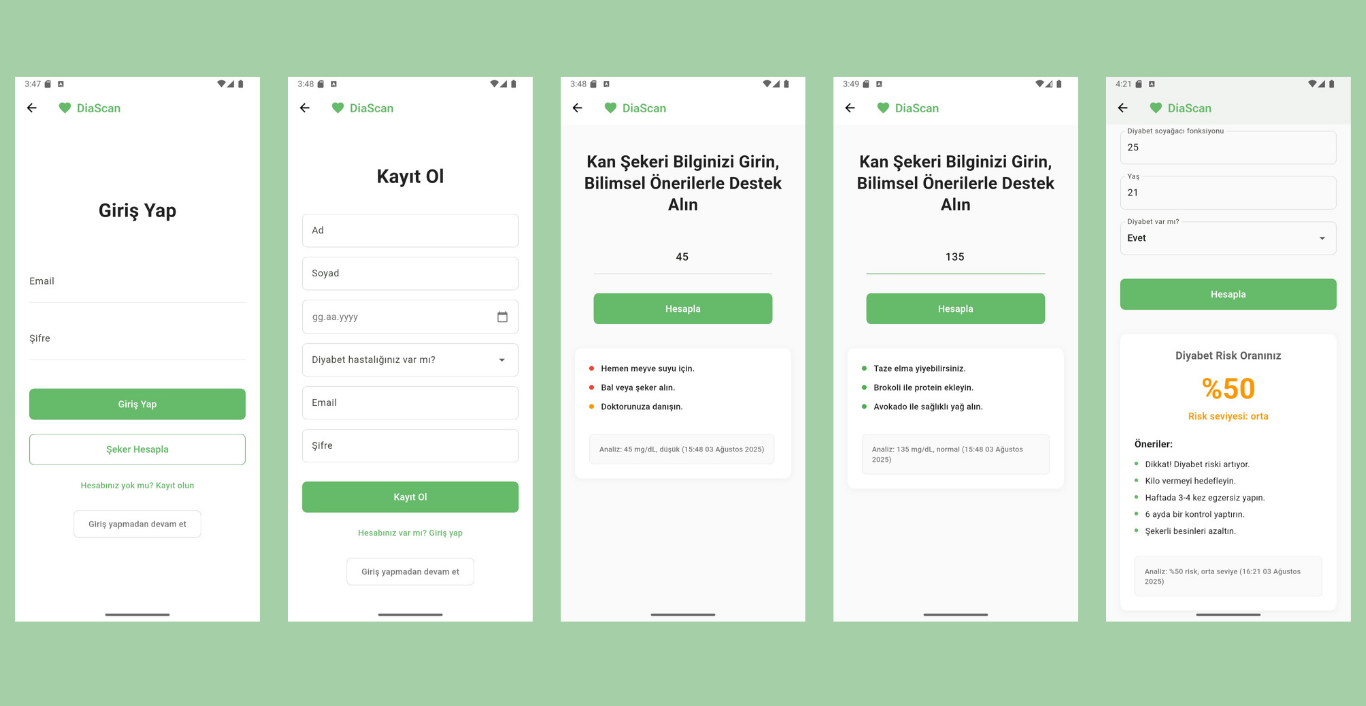 3:47
DiaScan
Giriş Yap
Email
Şifre
Giriş Yap
Şeker Hesapla
Hesabınız yok mu? Kayıt olun
Giriş yapmadan devam et
3:48
DiaScan
Kayıt Ol
Ad
Soyad
gg.aa.yyyy
Diyabet hastalığınız var mı?
Email
Şifre
Kayıt Ol
Hesabınız var mı? Giriş yap
Giriş yapmadan devam et
3:48
DiaScan
Kan Şekeri Bilginizi Girin,
Bilimsel Önerilerle Destek
Alın
45
Hesapla
Hemen meyve suyu için.
Bal veya şeker alın.
Doktorunuza danışın.
Analiz: 45 mg/dL, düşük (15:48 03 Ağustos 2025)
3:49
DiaScan
Kan Şekeri Bilginizi Girin,
Bilimsel Önerilerle Destek
Alın
135
Hesapla
Taze elma yiyebilirsiniz.
Brokoli ile protein ekleyin.
Avokado ile sağlıklı yağ alın.
Analiz: 135 mg/dL, normal (15:48 03 Ağustos
2025)
4:21
DiaScan
Diyabet soyağacı fonksiyonu
25
Yaş
21
Diyabet var mı?
Evet
Hesapla
Diyabet Risk Oranınız
%50
Risk seviyesi: orta
Öneriler:
Dikkat! Diyabet riski artıyor.
Kilo vermeyi hedefleyin.
Haftada 3-4 kez egzersiz yapın.
6 ayda bir kontrol yaptırın.
Şekerli besinleri azaltın.
Analiz: %50 risk, orta seviye (16:21 03 Ağustos
2025)